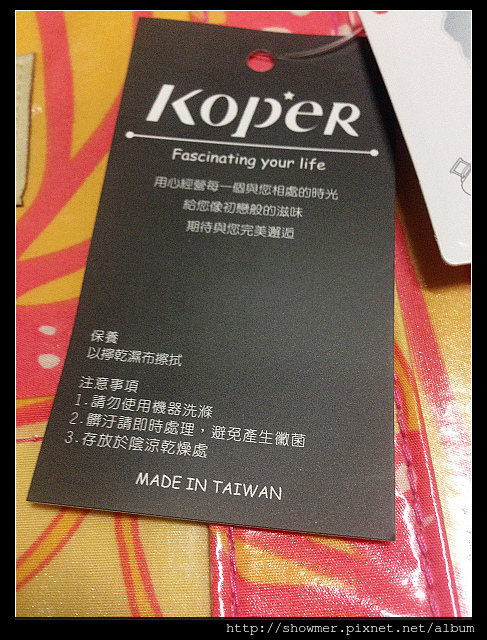 KOPER
Fascinating your life
用心經營每一個與您相處的時光
給您像初戀般的滋味
期待與您完美邂逅
保養
以擰乾濕布擦拭
注意事項
1.請勿使用機器洗滌
2.髒汙請即時處理，避免產生黴菌
3.存放於陰涼乾燥處
MADE IN TAIWAN
http://showmer.pixnet.net/album